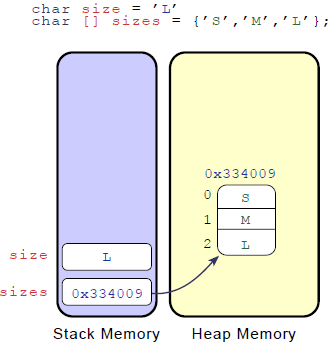 char size = 'L'
char [] sizes = {'S','M','L'};
0x334009
0 S
1 M
2 L
size L
sizes 0x334009
Stack Memory Heap Memory